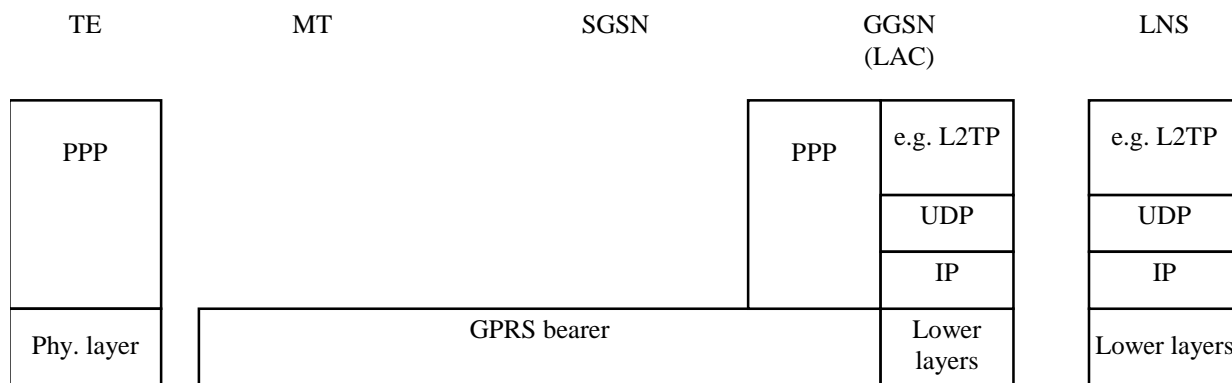 TE MT SGSN GGSN LNS
(LAC)
PPP PPP e.g. L2TP e.g. L2TP
UDP UDP
IP IP
Phy. layer GPRS bearer Lower layers Lower layers